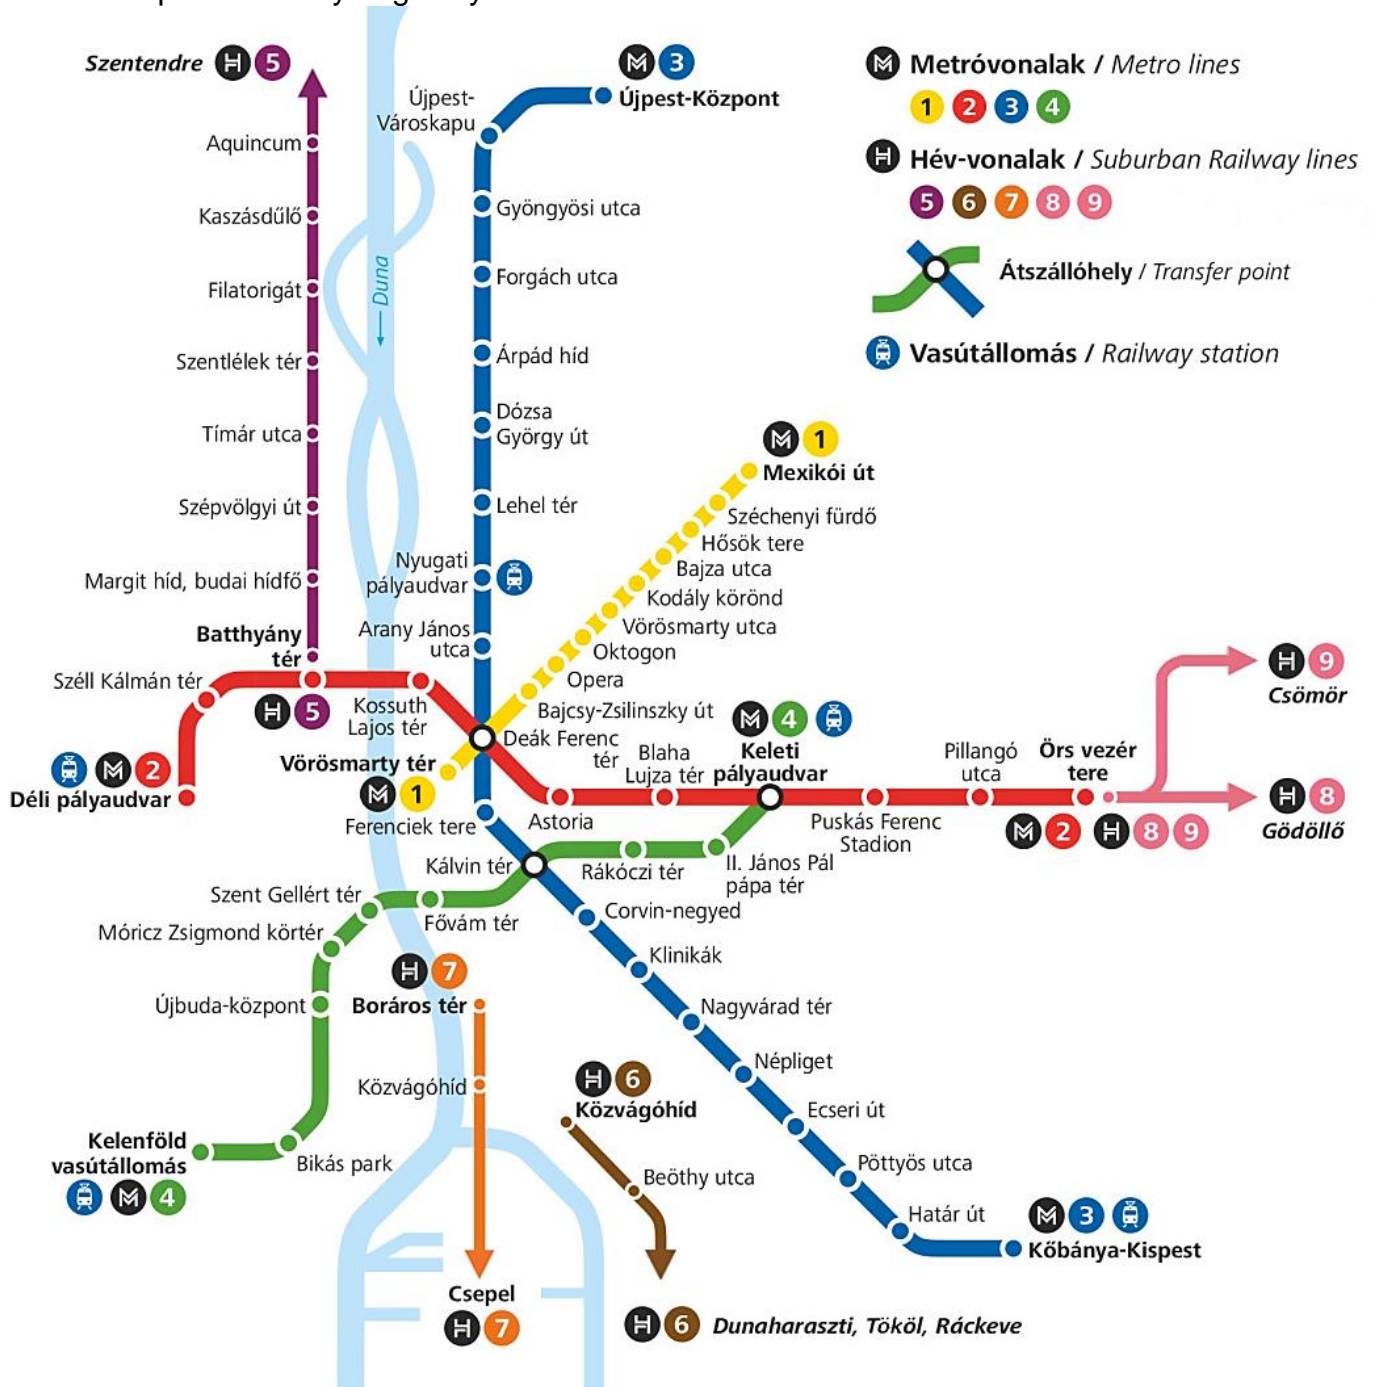 Szentendre H 5
M 3
Újpest-Központ
Újpest-
Városkapu
Aquincum
Kaszásdűlő
Filatorigát
Szentlélek tér
Tímár utca
Szépvölgyi út
Margit híd, budai hídfő
Batthyány
tér
H 5
Duna
Gyöngyösi utca
Forgách utca
Árpád híd
Dózsa
György út
Lehel tér
Nyugati
pályaudvar
Arany János
utca
M Metróvonalak / Metro lines
1 2 3 4
H Hév-vonalak / Suburban Railway lines
5 6 7 8 9
Átszállóhely / Transfer point
Vasútállomás / Railway station
M 1
Mexikói út
Széchenyi fürdő
Hősök tere
Bajza utca
Kodály körönd
Vörösmarty utca
Oktogon
Opera
Bajcsy-Zsilinszky út
Deák Ferenc
tér
Vörösmarty tér
M 1
Széll Kálmán tér
M 2
Déli pályaudvar
Kossuth
Lajos tér
Astoria
Blaha
Lujza tér
M 4
Keleti
pályaudvar
Puskás Ferenc
Stadion
Pillangó
utca
Örs vezér
tere
M 2 H 8 9
H 9
Csömör
H 8
Gödöllő
Ferenciek tere
Kálvin tér
Rákóczi tér
II. János Pál
pápa tér
Szent Gellért tér
Fővám tér
Móricz Zsigmond körtér
Újbuda-központ
Bikás park
Kelenföld
vasútállomás
M 4
Corvin-negyed
Klinikák
Nagyvárad tér
Népliget
Ecseri út
Pöttyös utca
Határ út
M 3
Kőbánya-Kispest
H 7
Boráros tér
Közvágóhíd
Csepel
H 7
H 6
Közvágóhíd
Beöthy utca
H 6 Dunaharaszti, Tököl, Ráckeve